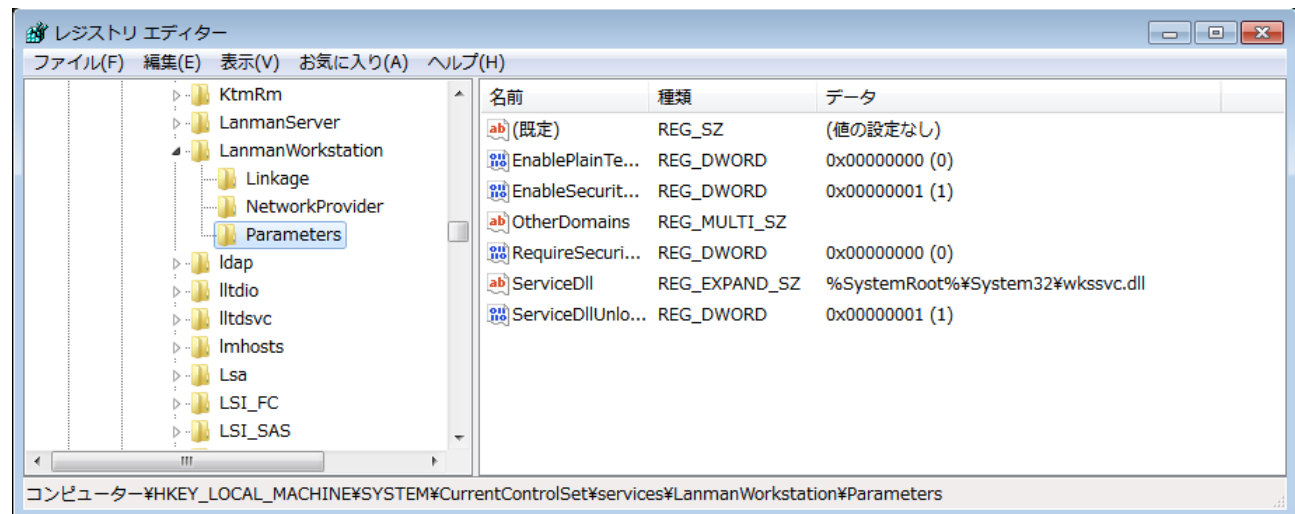 レジストリ エディター
ファイル(F) 編集(E) 表示(V) お気に入り(A) ヘルプ(H)
KtmRm
LanmanServer
LanmanWorkstation
Linkage
NetworkProvider
Parameters
ldap
lltdio
lltdsvc
lmhosts
Lsa
LSI_FC
LSI_SAS
名前 種類 データ
(既定) REG_SZ (値の設定なし)
EnablePlainTe... REG_DWORD 0x00000000 (0)
EnableSecurit... REG_DWORD 0x00000001 (1)
OtherDomains REG_MULTI_SZ
RequireSecuri... REG_DWORD 0x00000000 (0)
ServiceDll REG_EXPAND_SZ %SystemRoot%¥System32¥wkssvc.dll
ServiceDllUnlo... REG_DWORD 0x00000001 (1)
コンピューター¥HKEY_LOCAL_MACHINE¥SYSTEM¥CurrentControlSet¥services¥LanmanWorkstation¥Parameters